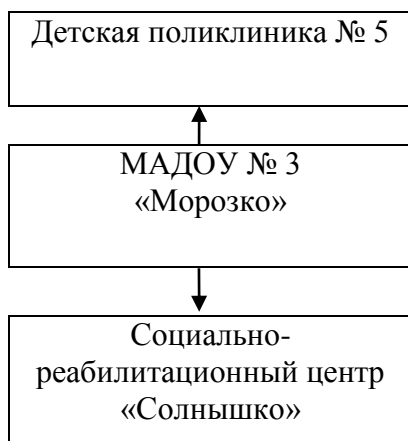 Детская поликлиника № 5
МАДОУ № 3
«Морозко»
Социально-
реабилитационный центр
«Солнышко»